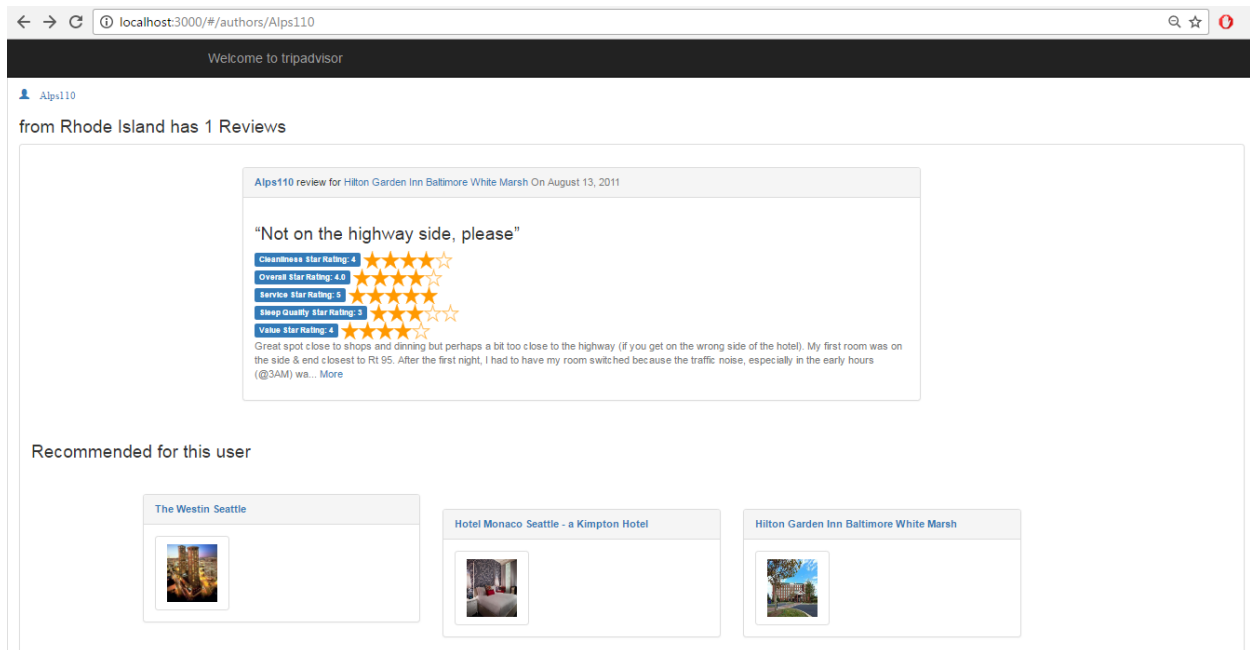 localhost:3000/#/authors/Alps110
Welcome to tripadvisor
Alps110
from Rhode Island has 1 Reviews
Alps110 review for Hilton Garden Inn Baltimore White Marsh On August 13, 2011
“Not on the highway side, please”
Cleanliness Star Rating: 4
Overall Star Rating: 4.0
Service Star Rating: 5
Sleep Quality Star Rating: 3
Value Star Rating: 4
Great spot close to shops and dinning but perhaps a bit too close to the highway (if you get on the wrong side of the hotel). My first room was on
the side & end closest to Rt 95. After the first night, I had to have my room switched because the traffic noise, especially in the early hours
(@3AM) wa... More
Recommended for this user
The Westin Seattle
Hotel Monaco Seattle - a Kimpton Hotel
Hilton Garden Inn Baltimore White Marsh